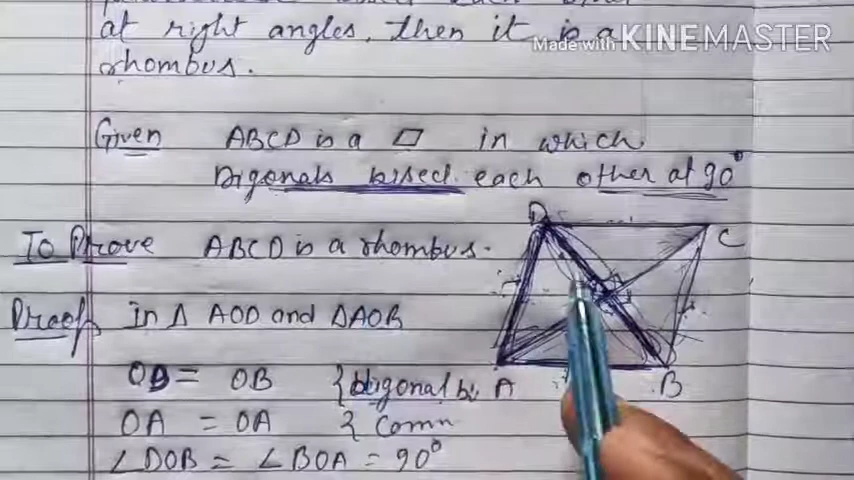 at right angles, then it is a
Made with KINEMASTER
rhombus.
Given ABCD is a ▱ in which
Digonals bisect each other at 90°
To Prove ABCD is a rhombus.
Proof In Δ AOD and ΔAOB
OD = OB {digonal bi
OA = OA { Comm
∠DOB = ∠BOA = 90°
D
C
A
B